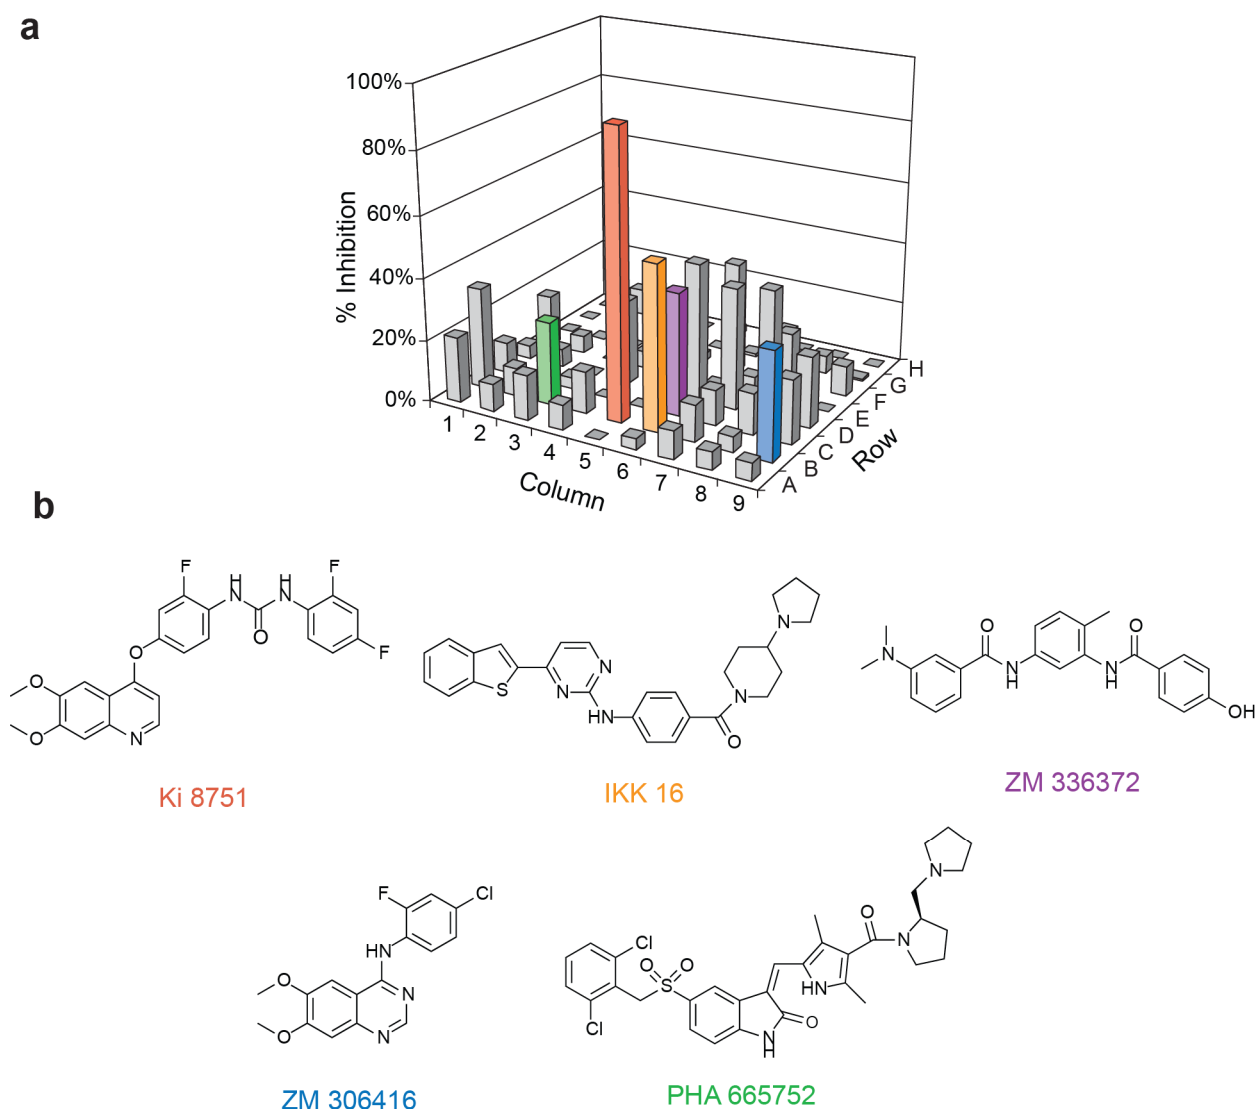 a
100%
80%
60%
40%
20%
0%
% Inhibition
1 2 3 4 5 6 7 8 9
Column
A B C D E F G H
Row
b
F
H N
H N
F
O
F
O
O
O
N
Ki 8751
S
N
N
HN
N
O
N
IKK 16
N
O
N H
O
N H
OH
ZM 336372
F
Cl
HN
O
O
N
N
ZM 306416
Cl
Cl
O O
S
N H
O
HN
O
N
N
PHA 665752